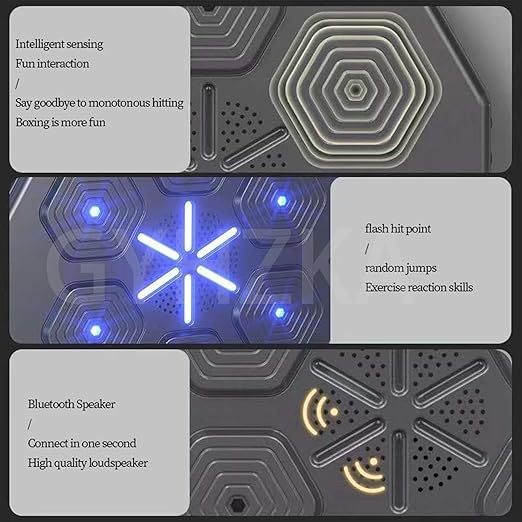 Intelligent sensing
Fun interaction
/
Say goodbye to monotonous hitting
Boxing is more fun
flash hit point
/
random jumps
Exercise reaction skills
GYMZKA
Bluetooth Speaker
/
Connect in one second
High quality loudspeaker